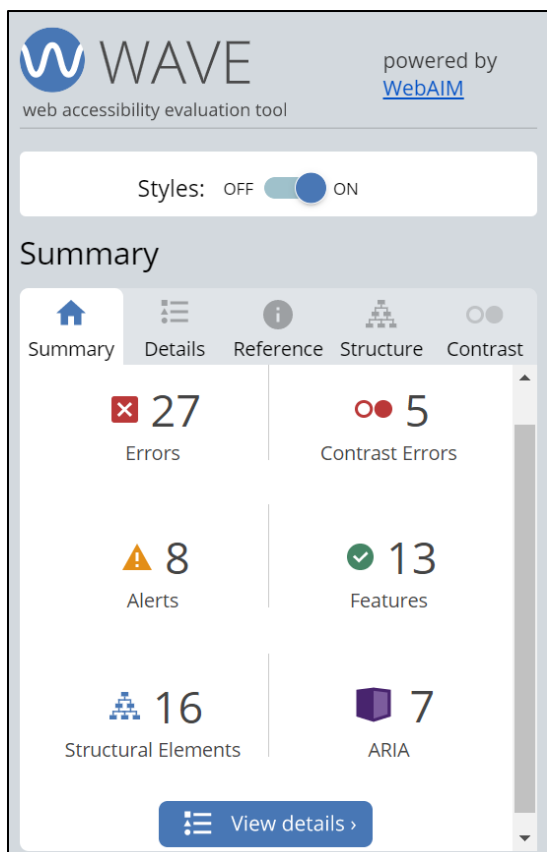 WAVE
powered by
WebAIM
web accessibility evaluation tool
Styles: OFF ON
Summary
Summary Details Reference Structure Contrast
27 5
Errors Contrast Errors
8 13
Alerts Features
16 7
Structural Elements ARIA
View details ›